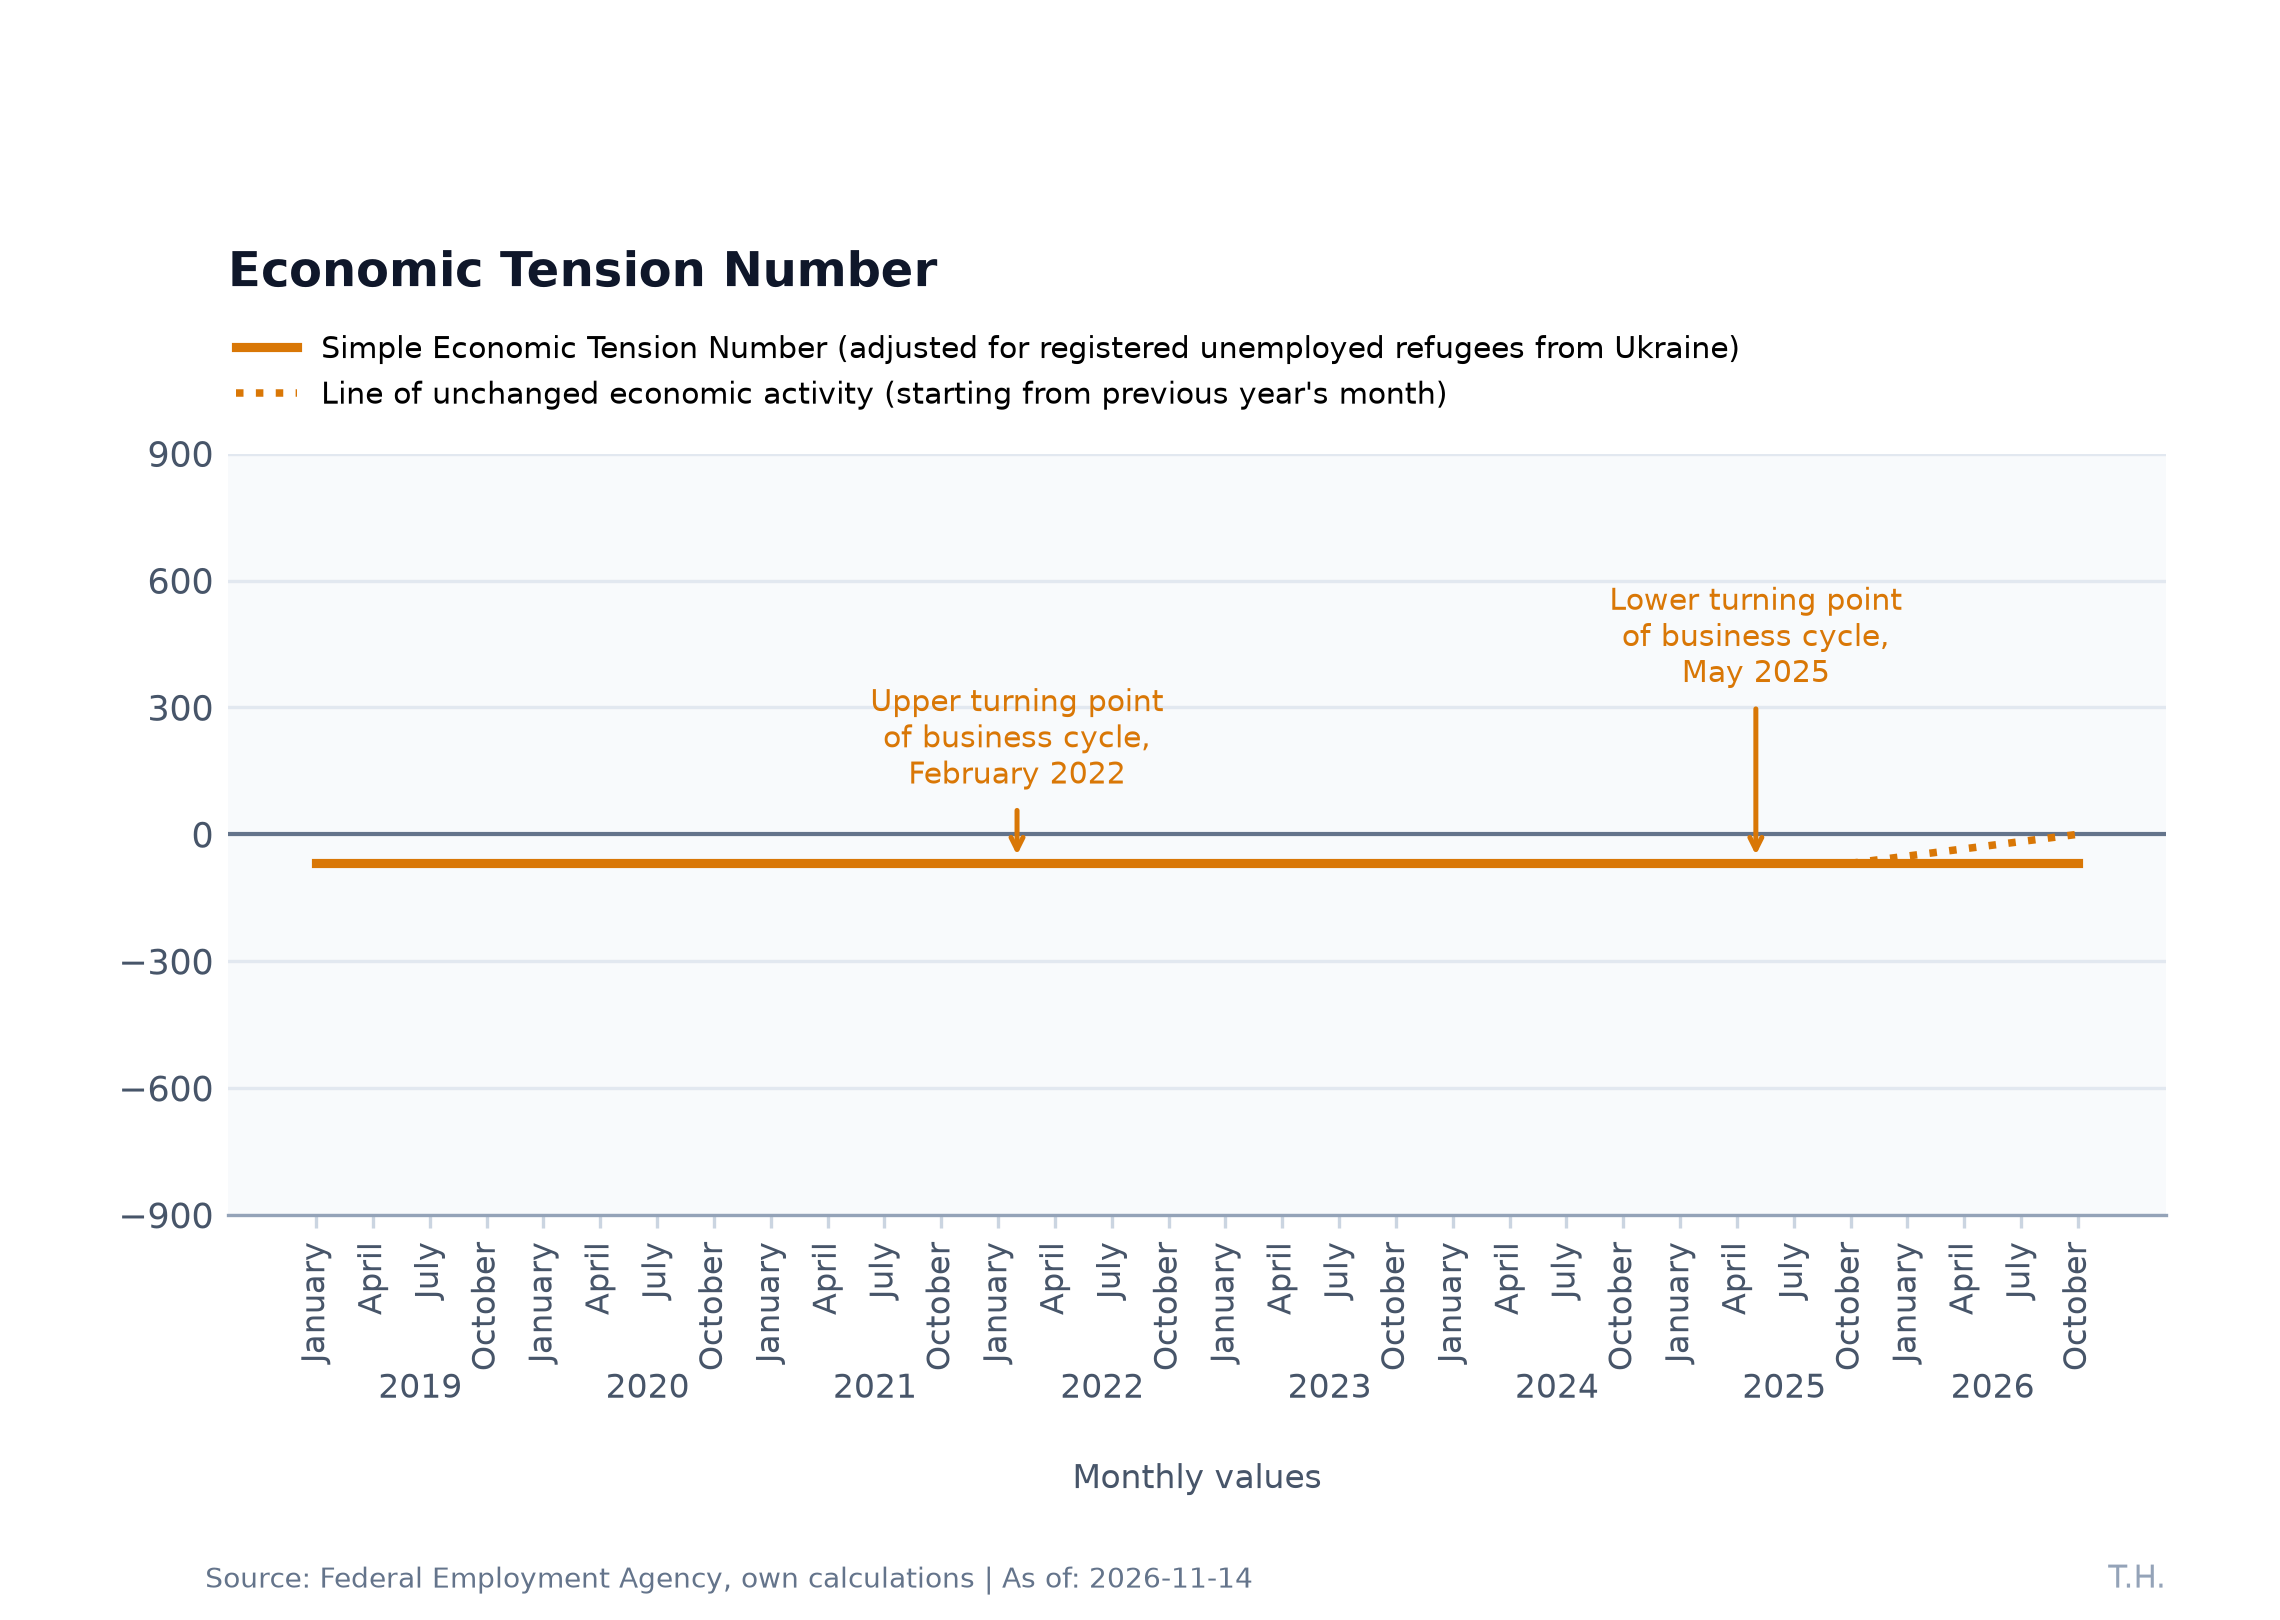 Economic Tension Number
Simple Economic Tension Number (adjusted for registered unemployed refugees from Ukraine)
Line of unchanged economic activity (starting from previous year's month)
900
600
300
0
−300
−600
−900
Upper turning point
of business cycle,
February 2022
Lower turning point
of business cycle,
May 2025
January
April
July
October
January
April
July
October
January
April
July
October
January
April
July
October
January
April
July
October
January
April
July
October
January
April
July
October
January
April
July
October
2019
2020
2021
2022
2023
2024
2025
2026
Monthly values
Source: Federal Employment Agency, own calculations | As of: 2026-11-14
T.H.